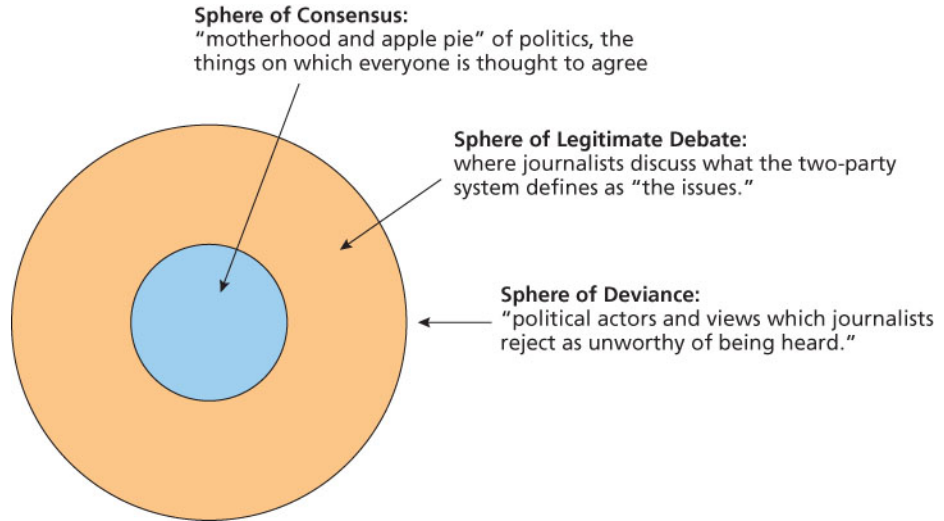 Sphere of Consensus:
“motherhood and apple pie” of politics, the
things on which everyone is thought to agree
Sphere of Legitimate Debate:
where journalists discuss what the two-party
system defines as “the issues.”
Sphere of Deviance:
“political actors and views which journalists
reject as unworthy of being heard.”